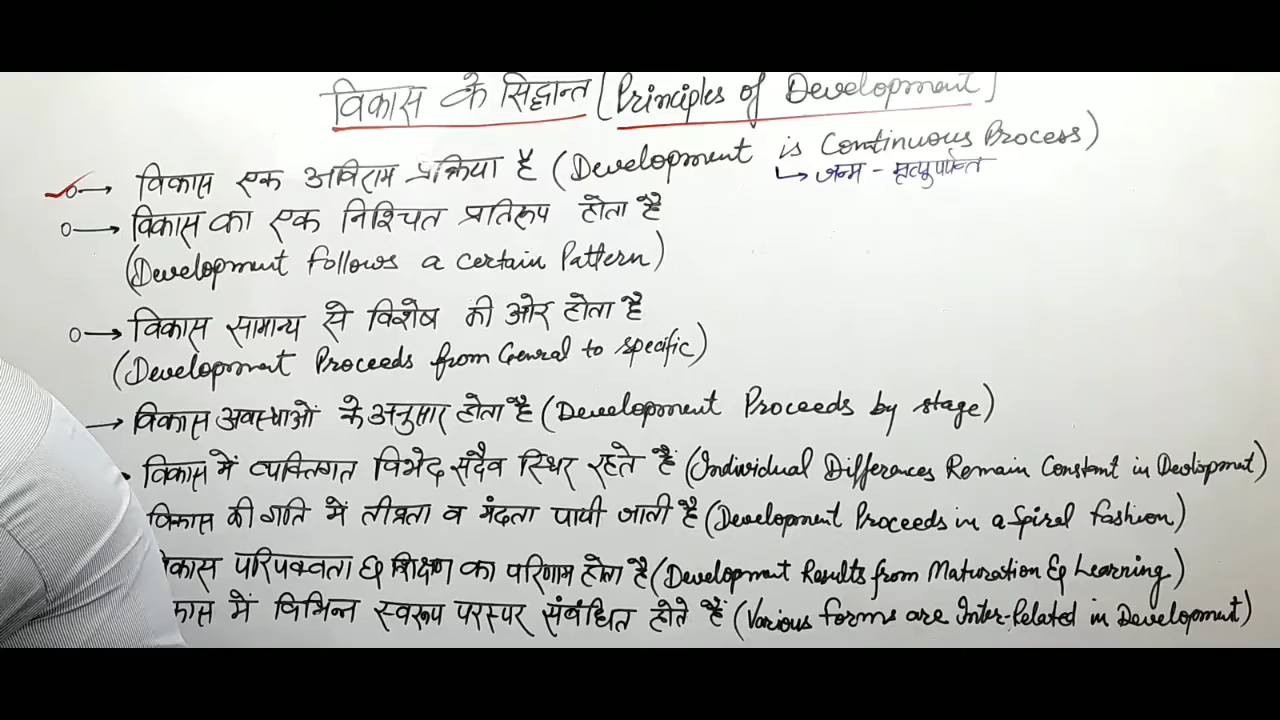 विकास के सिद्धान्त (Principles of Development)
विकास एक अविराम प्रक्रिया है (Development is Continuous Process)
जन्म - मृत्युपर्यन्त
विकास का एक निश्चित प्रतिरूप होता है
(Development follows a certain Pattern)
विकास सामान्य से विशेष की ओर होता है
(Development Proceeds from General to specific)
विकास अवस्थाओं के अनुसार होता है (Development Proceeds by stage)
विकास में व्यक्तिगत विभेद सदैव स्थिर रहते हैं (Individual Differences Remain Constant in Development)
विकास की गति में तीव्रता व मंदता पायी जाती है (Development Proceeds in a Spiral fashion)
िकास परिपक्वता & शिक्षण का परिणाम होता है (Development Results from Maturation & Learning)
कास में विभिन्न स्वरूप परस्पर संबंधित होते हैं (Various forms are Inter-Related in Development)